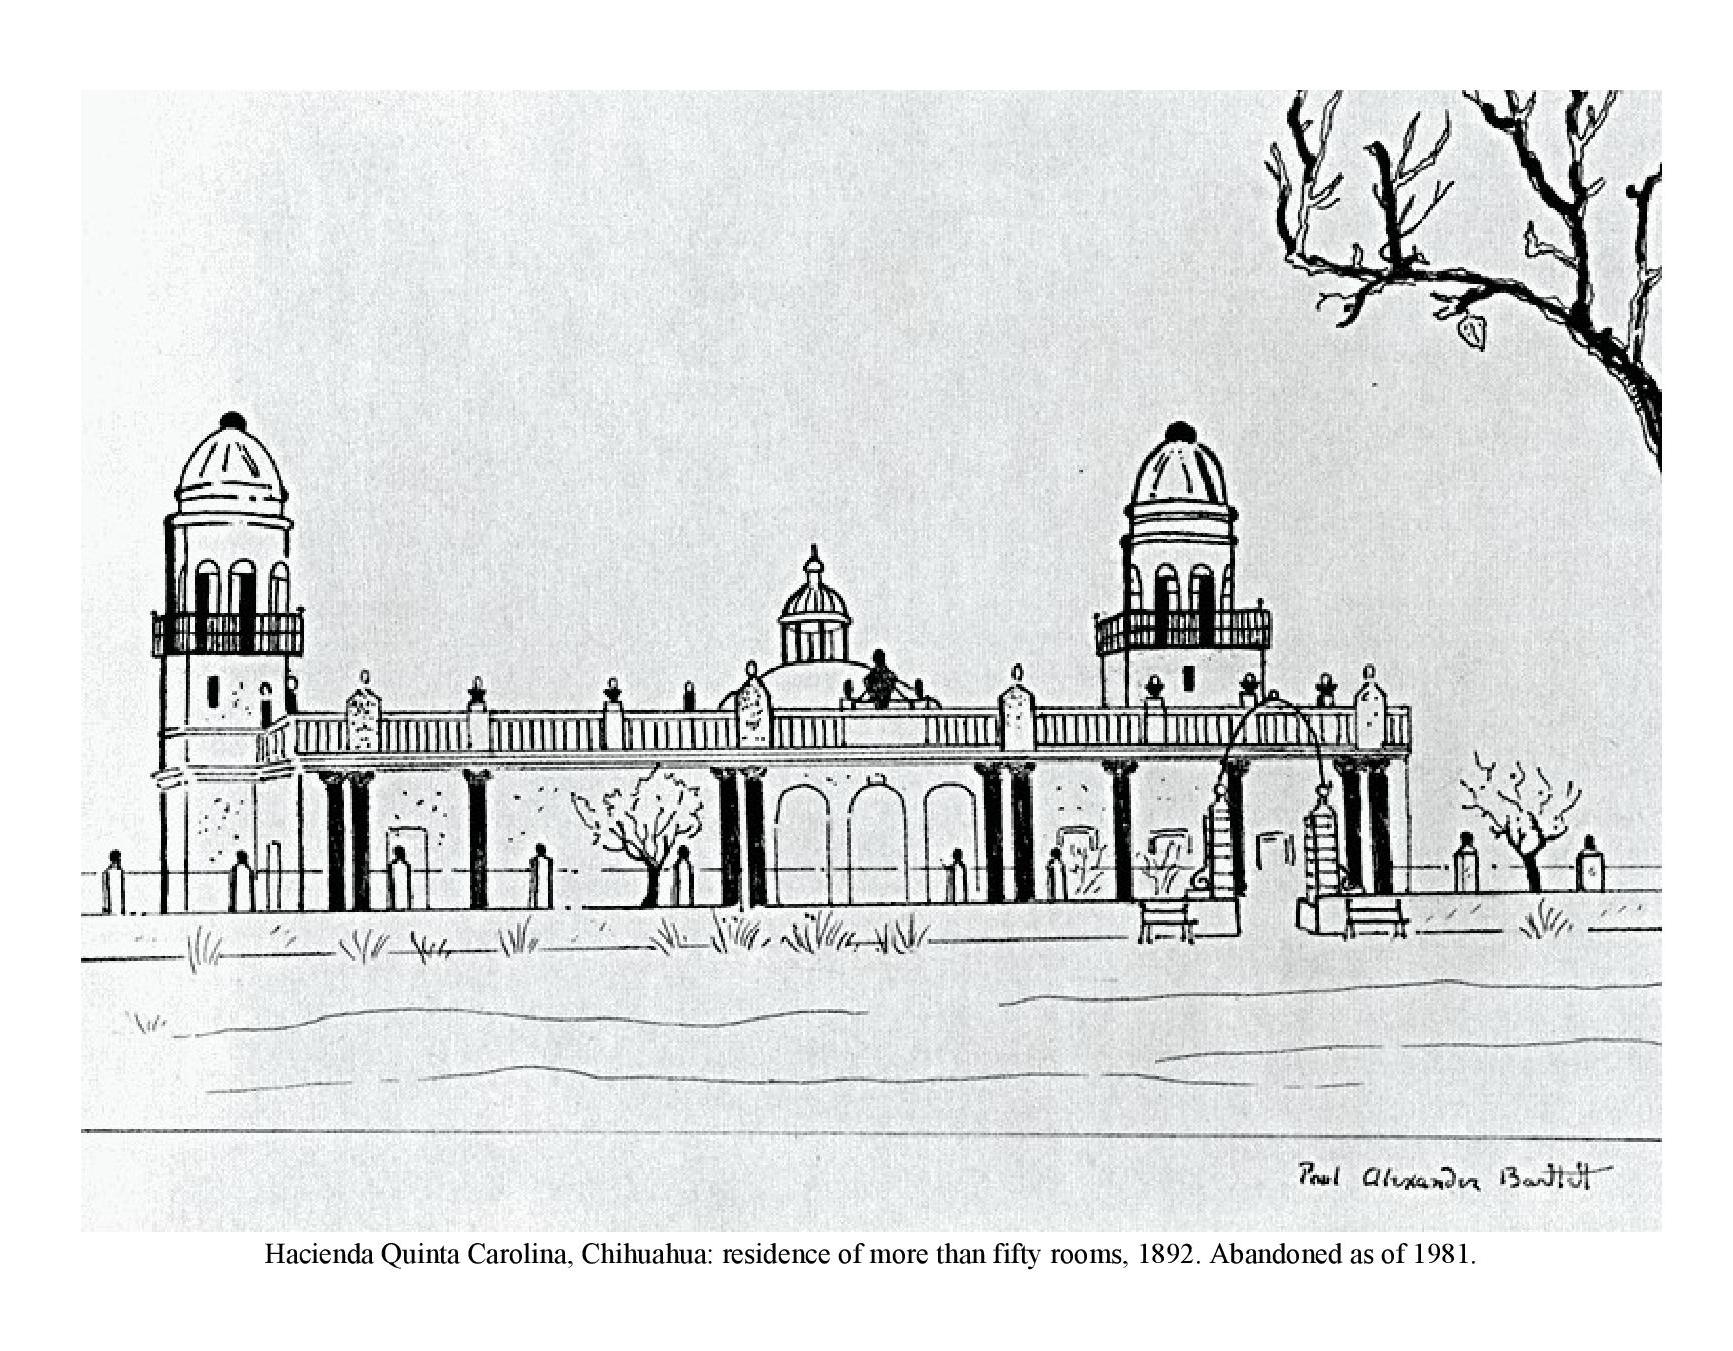 Paul Alexander Bartlett
Hacienda Quinta Carolina, Chihuahua: residence of more than fifty rooms, 1892. Abandoned as of 1981.